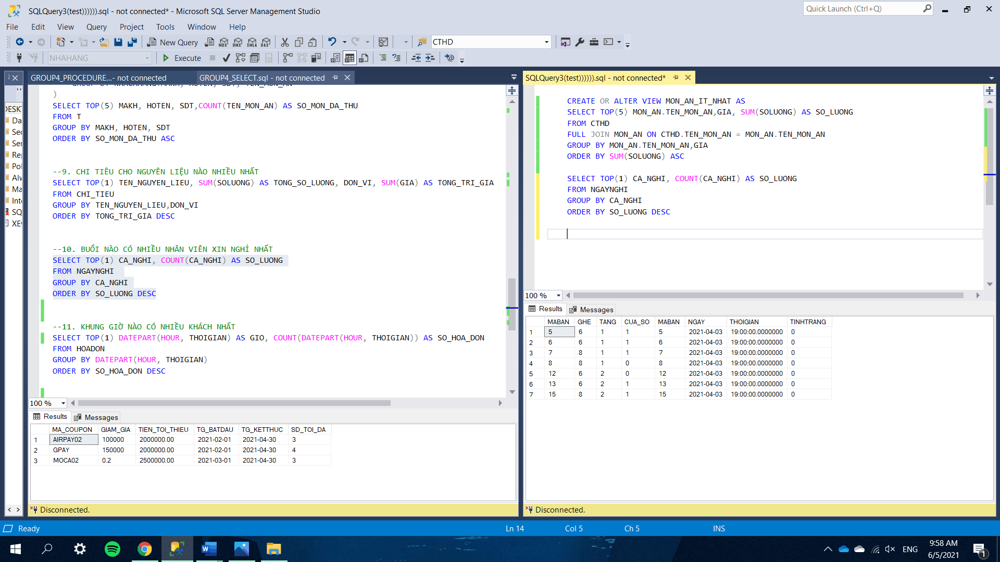 SQLQuery3(test)))))).sql - not connected* - Microsoft SQL Server Management Studio
Quick Launch (Ctrl+Q)
File Edit View Query Project Tools Window Help
New Query MDX DMX XMLA DAX CTHD
NHAHANG Execute
GROUP4_PROCEDURE...- not connected GROUP4_SELECT.sql - not connected
)
SELECT TOP(5) MAKH, HOTEN, SDT,COUNT(TEN_MON_AN) AS SO_MON_DA_THU
FROM T
GROUP BY MAKH, HOTEN, SDT
ORDER BY SO_MON_DA_THU ASC
--9. CHI TIÊU CHO NGUYÊN LIỆU NÀO NHIỀU NHẤT
SELECT TOP(1) TEN_NGUYEN_LIEU, SUM(SOLUONG) AS TONG_SO_LUONG, DON_VI, SUM(GIA) AS TONG_TRI_GIA
FROM CHI_TIEU
GROUP BY TEN_NGUYEN_LIEU,DON_VI
ORDER BY TONG_TRI_GIA DESC
--10. BUỔI NÀO CÓ NHIỀU NHÂN VIÊN XIN NGHỈ NHẤT
SELECT TOP(1) CA_NGHI, COUNT(CA_NGHI) AS SO_LUONG
FROM NGAYNGHI
GROUP BY CA_NGHI
ORDER BY SO_LUONG DESC
--11. KHUNG GIỜ NÀO CÓ NHIỀU KHÁCH NHẤT
SELECT TOP(1) DATEPART(HOUR, THOIGIAN) AS GIO, COUNT(DATEPART(HOUR, THOIGIAN)) AS SO_HOA_DON
FROM HOADON
GROUP BY DATEPART(HOUR, THOIGIAN)
ORDER BY SO_HOA_DON DESC
100 %
Results Messages
MA_COUPON GIAM_GIA TIEN_TOI_THIEU TG_BATDAU TG_KETTHUC SD_TOI_DA
1 AIRPAY02 100000 2000000.00 2021-02-01 2021-04-30 3
2 GPAY 150000 2000000.00 2021-02-01 2021-04-30 4
3 MOCA02 0.2 2500000.00 2021-03-01 2021-04-30 3
Disconnected.
SQLQuery3(test)))))).sql - not connected*
CREATE OR ALTER VIEW MON_AN_IT_NHAT AS
SELECT TOP(5) MON_AN.TEN_MON_AN,GIA, SUM(SOLUONG) AS SO_LUONG
FROM CTHD
FULL JOIN MON_AN ON CTHD.TEN_MON_AN = MON_AN.TEN_MON_AN
GROUP BY MON_AN.TEN_MON_AN,GIA
ORDER BY SUM(SOLUONG) ASC
SELECT TOP(1) CA_NGHI, COUNT(CA_NGHI) AS SO_LUONG
FROM NGAYNGHI
GROUP BY CA_NGHI
ORDER BY SO_LUONG DESC
100 %
Results Messages
MABAN GHE TANG CUA_SO MABAN NGAY THOIGIAN TINHTRANG
1 5 6 1 1 5 2021-04-03 19:00:00.0000000 0
2 6 6 1 1 6 2021-04-03 19:00:00.0000000 0
3 7 8 1 1 7 2021-04-03 19:00:00.0000000 0
4 8 8 1 0 8 2021-04-03 19:00:00.0000000 0
5 12 6 2 0 12 2021-04-03 19:00:00.0000000 0
6 13 6 2 1 13 2021-04-03 19:00:00.0000000 0
7 15 8 2 1 15 2021-04-03 19:00:00.0000000 0
Disconnected.
Ready Ln 14 Col 5 Ch 5 INS
ENG 9:58 AM
6/5/2021 1